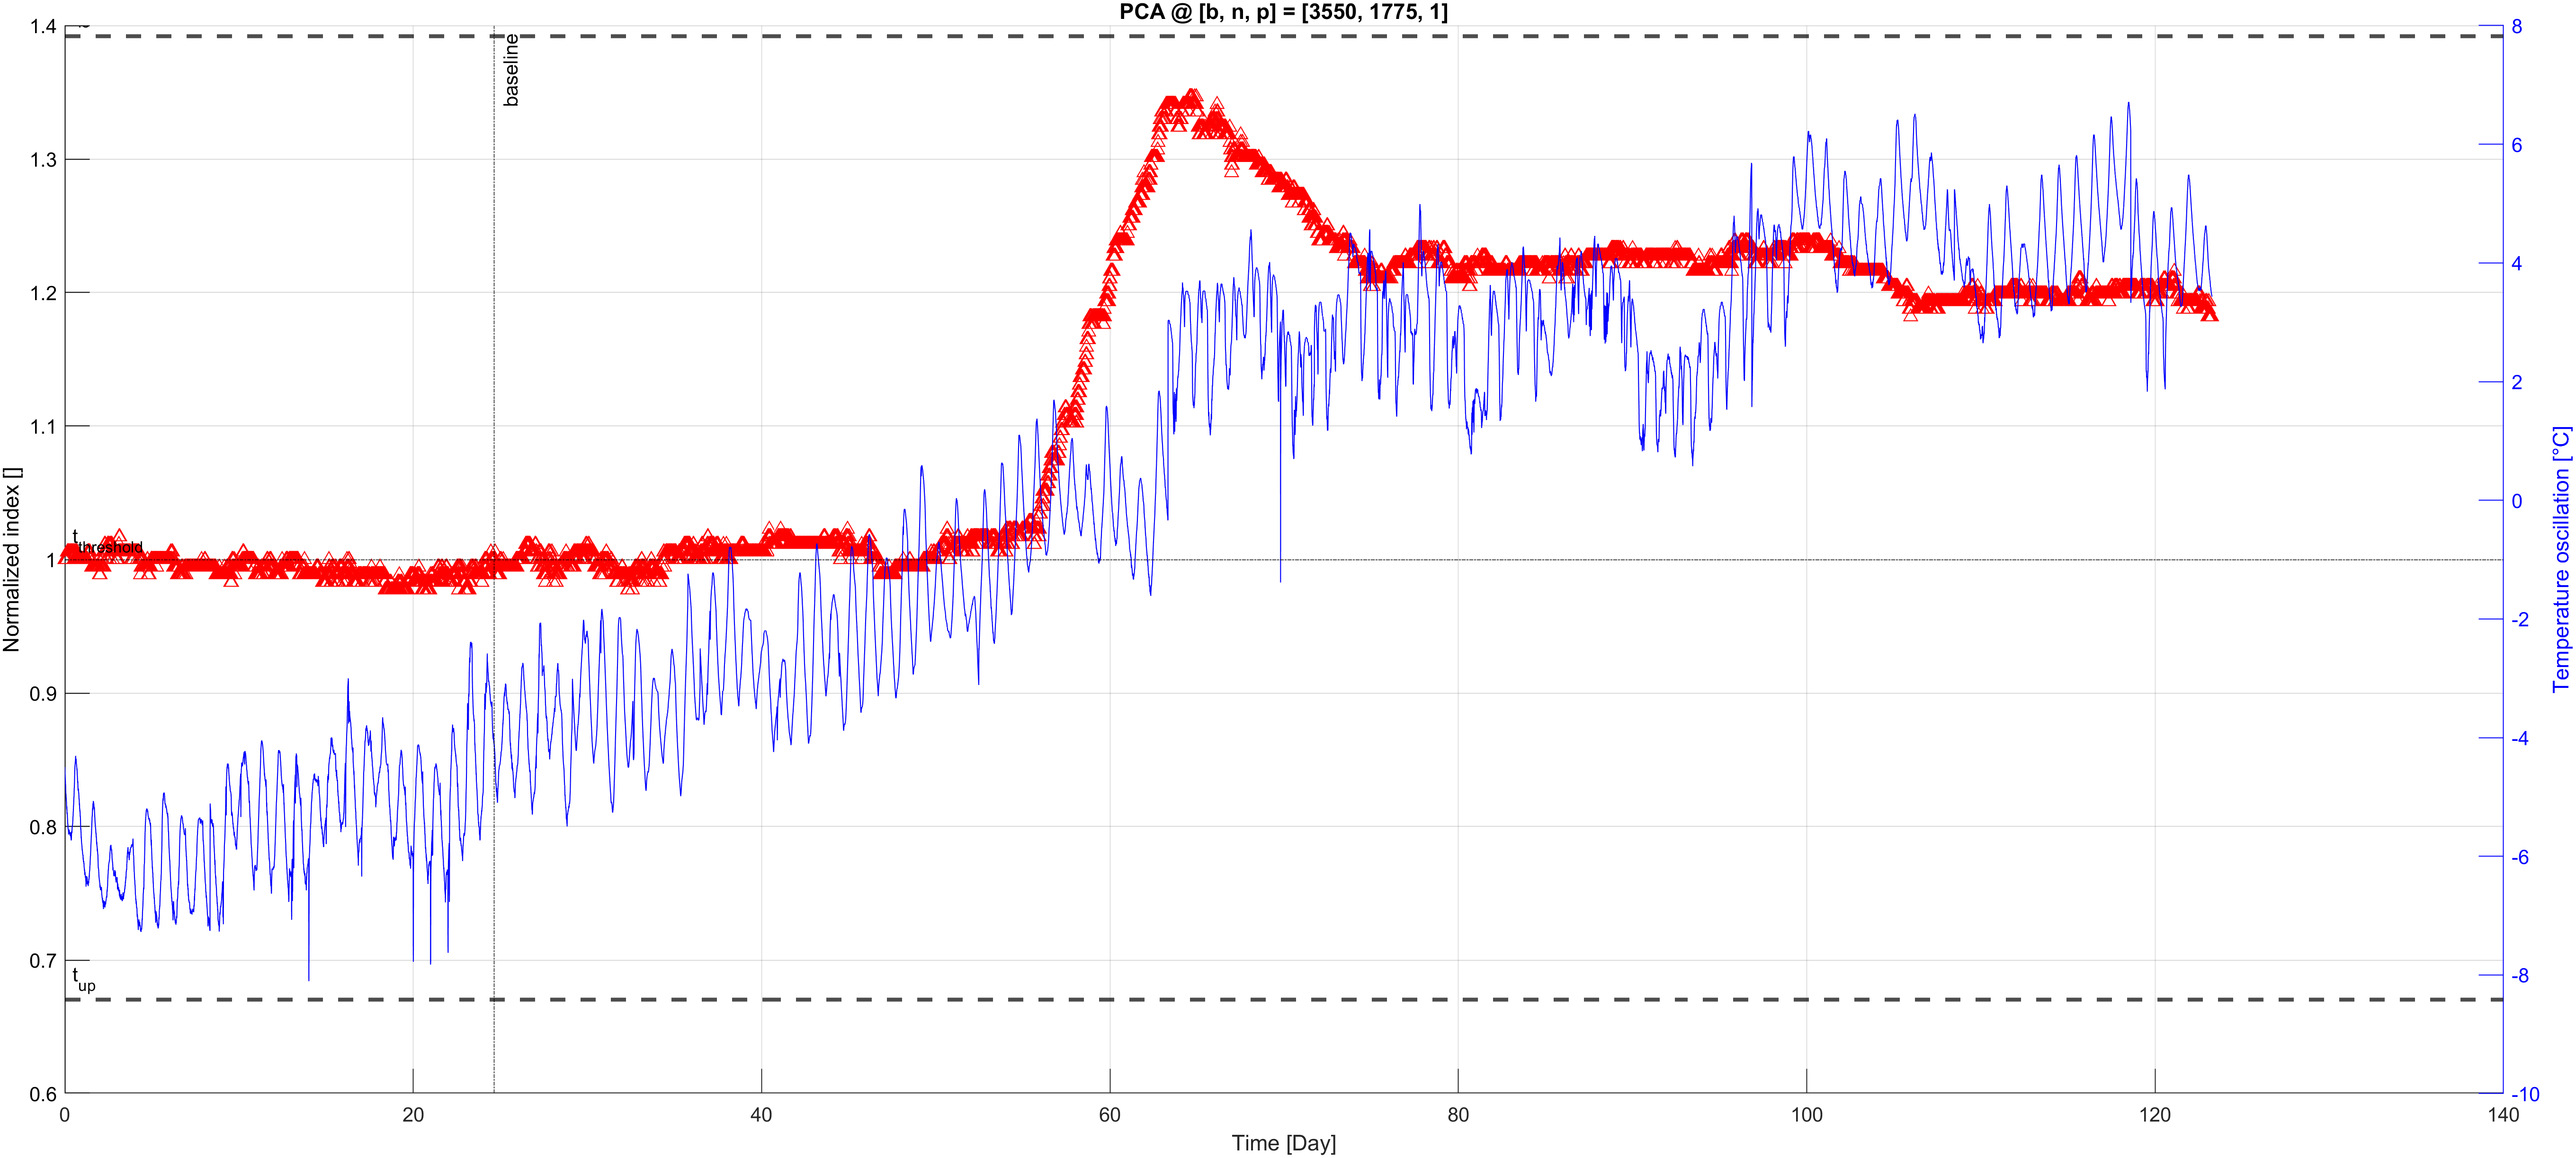 PCA @ [b, n, p] = [3550, 1775, 1]
1.4
1.3
1.2
1.1
1
0.9
0.8
0.7
0.6
Normalized index []
baseline
t threshold
t up
8
6
4
2
0
-2
-4
-6
-8
-10
Temperature oscillation [°C]
0 20 40 60 80 100 120 140
Time [Day]